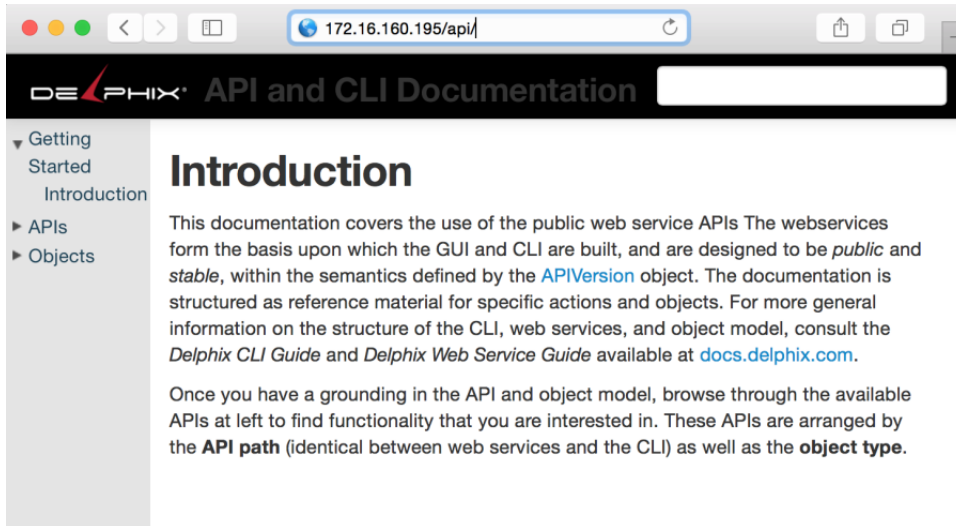 172.16.160.195/api/
DELPHIX API and CLI Documentation
Getting
Started
Introduction
APIs
Objects
Introduction
This documentation covers the use of the public web service APIs The webservices
form the basis upon which the GUI and CLI are built, and are designed to be public and
stable, within the semantics defined by the APIVersion object. The documentation is
structured as reference material for specific actions and objects. For more general
information on the structure of the CLI, web services, and object model, consult the
Delphix CLI Guide and Delphix Web Service Guide available at docs.delphix.com.
Once you have a grounding in the API and object model, browse through the available
APIs at left to find functionality that you are interested in. These APIs are arranged by
the API path (identical between web services and the CLI) as well as the object type.